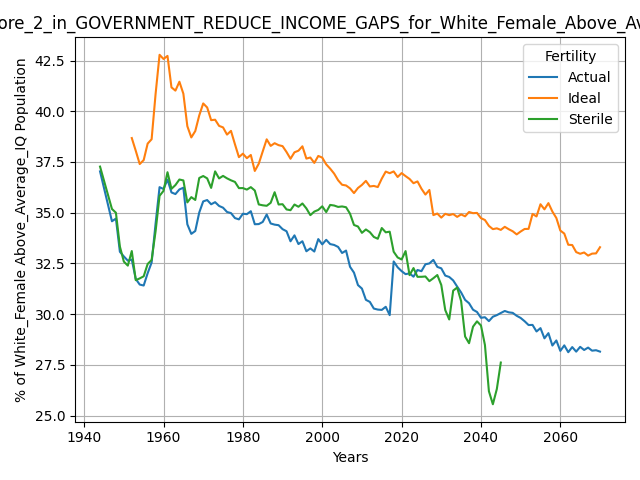 ore_2_in_GOVERNMENT_REDUCE_INCOME_GAPS_for_White_Female_Above_Av
% of White_Female Above_Average_IQ Population
42.5
40.0
37.5
35.0
32.5
30.0
27.5
25.0
Fertility
Actual
Ideal
Sterile
1940 1960 1980 2000 2020 2040 2060
Years